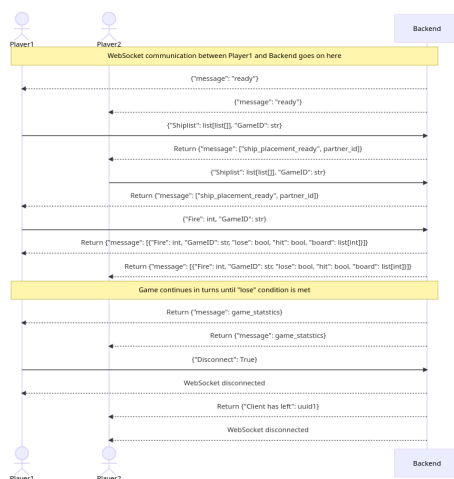 Player1
Player2
Backend
WebSocket communication between Player1 and Backend goes on here
{"message": "ready"}
{"message": "ready"}
{"Shiplist": list[list[]], "GameID": str}
Return {"message": ["ship_placement_ready", partner_id]}
{"Shiplist": list[list[]], "GameID": str}
Return {"message": ["ship_placement_ready", partner_id]}
{"Fire": int, "GameID": str}
Return {"message": [{"Fire": int, "GameID": str, "lose": bool, "hit": bool, "board": list[int]}]}
Return {"message": [{"Fire": int, "GameID": str, "lose": bool, "hit": bool, "board": list[int]}]}
Game continues in turns until "lose" condition is met
Return {"message": game_statstics}
Return {"message": game_statstics}
{"Disconnect": True}
WebSocket disconnected
Return {"Client has left": uuid1}
WebSocket disconnected
Player1
Player2
Backend